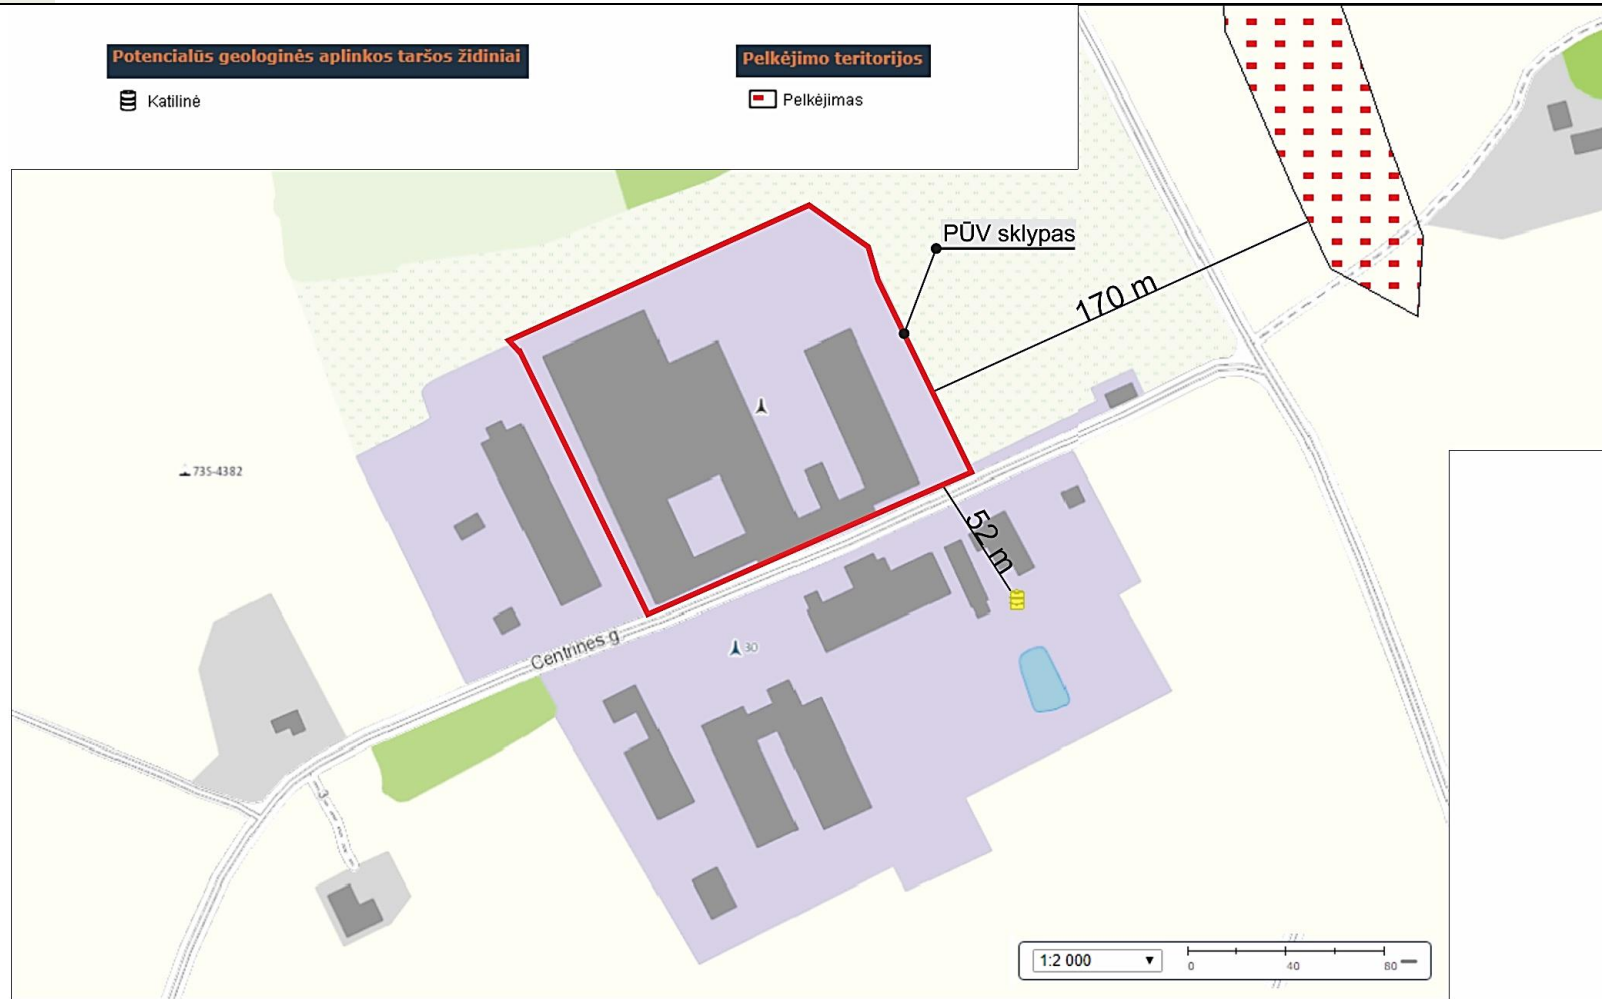 Potencialūs geologinės aplinkos taršos židiniai
Pelkėjimo teritorijos
Katilinė
Pelkėjimas
PŪV sklypas
170 m
735-4382
52 m
Centrinės g
30
3
1:2 000
0 40 80